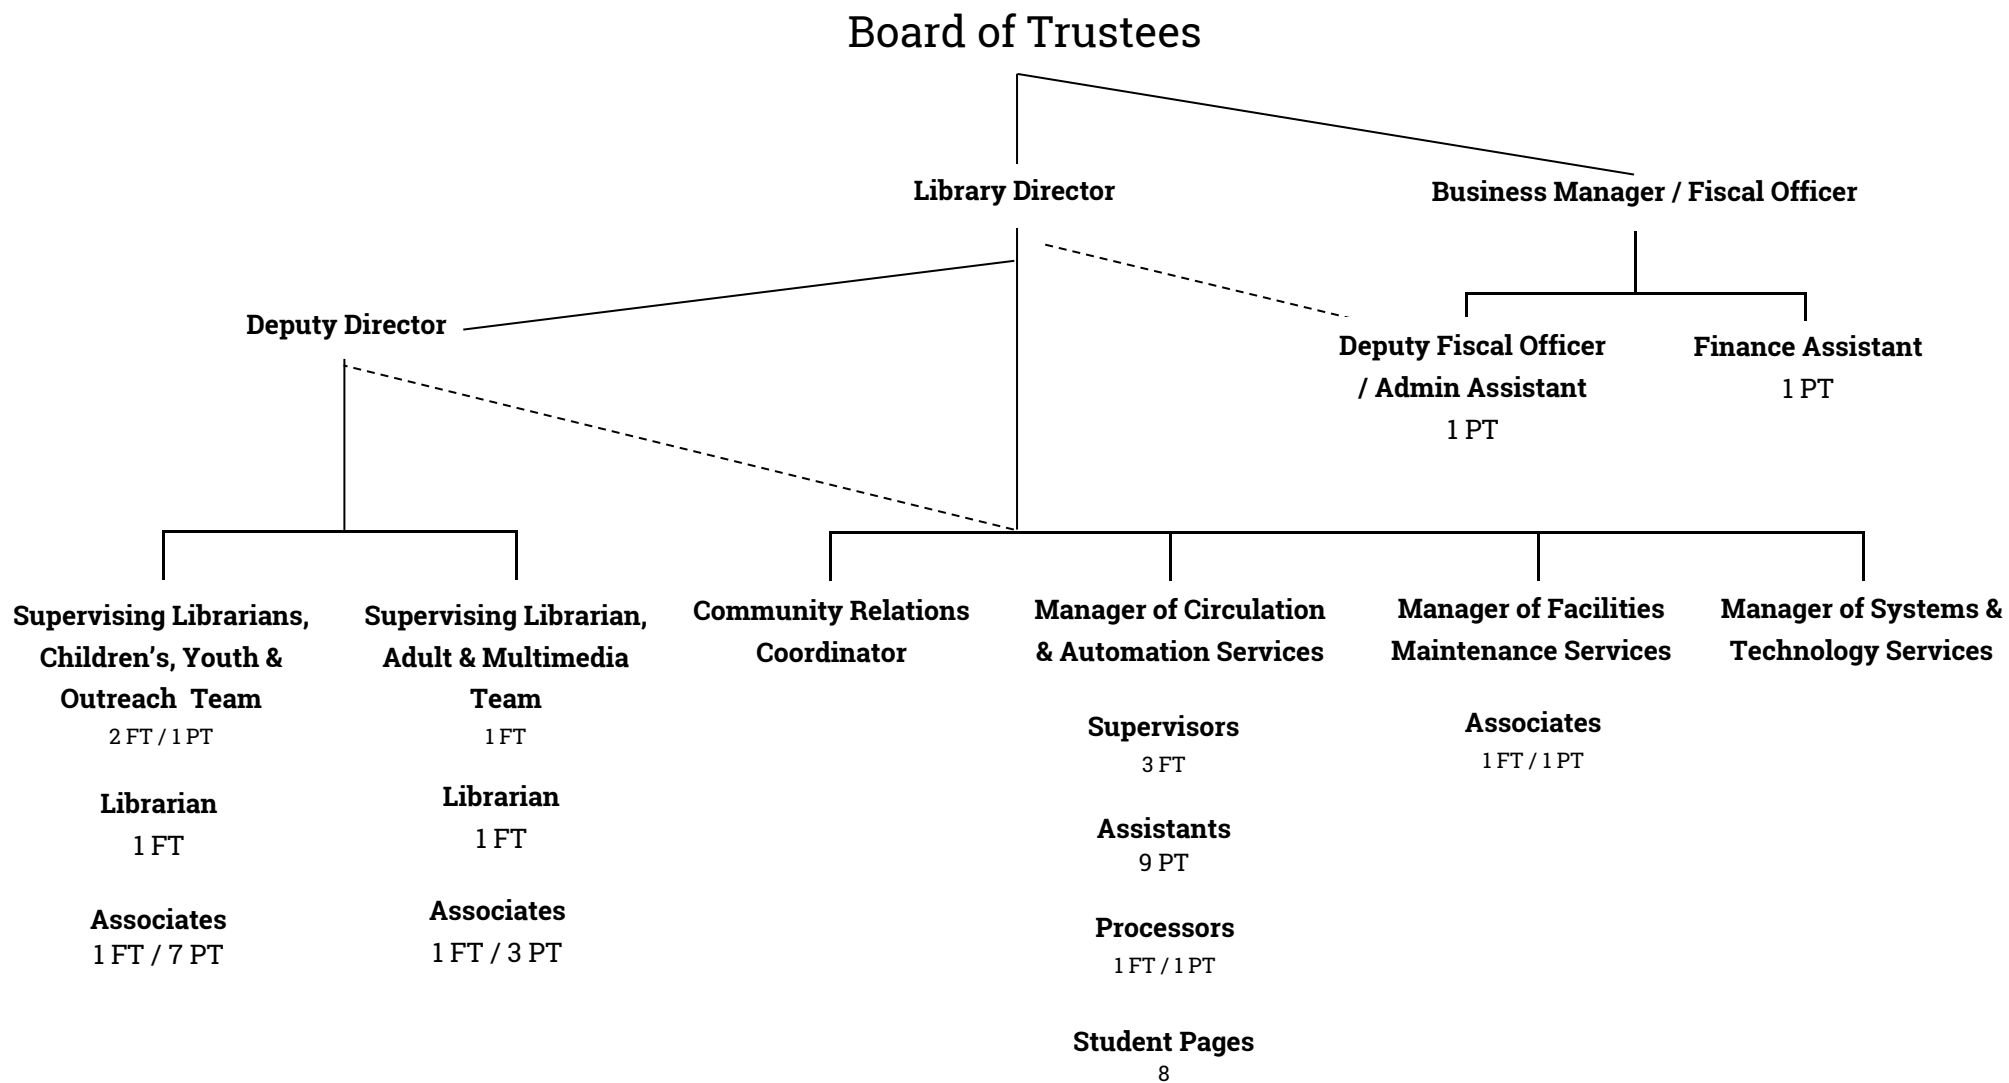 Board of Trustees
Library Director
Business Manager / Fiscal Officer
Deputy Director
Deputy Fiscal Officer
/ Admin Assistant
1 PT
Finance Assistant
1 PT
Supervising Librarians,
Children’s, Youth &
Outreach  Team
2 FT / 1 PT
Librarian
1 FT
Associates
1 FT / 7 PT
Supervising Librarian,
Adult & Multimedia
Team
1 FT
Librarian
1 FT
Associates
1 FT / 3 PT
Community Relations
Coordinator
Manager of Circulation
& Automation Services
Supervisors
3 FT
Assistants
9 PT
Processors
1 FT / 1 PT
Student Pages
8
Manager of Facilities
Maintenance Services
Associates
1 FT / 1 PT
Manager of Systems &
Technology Services